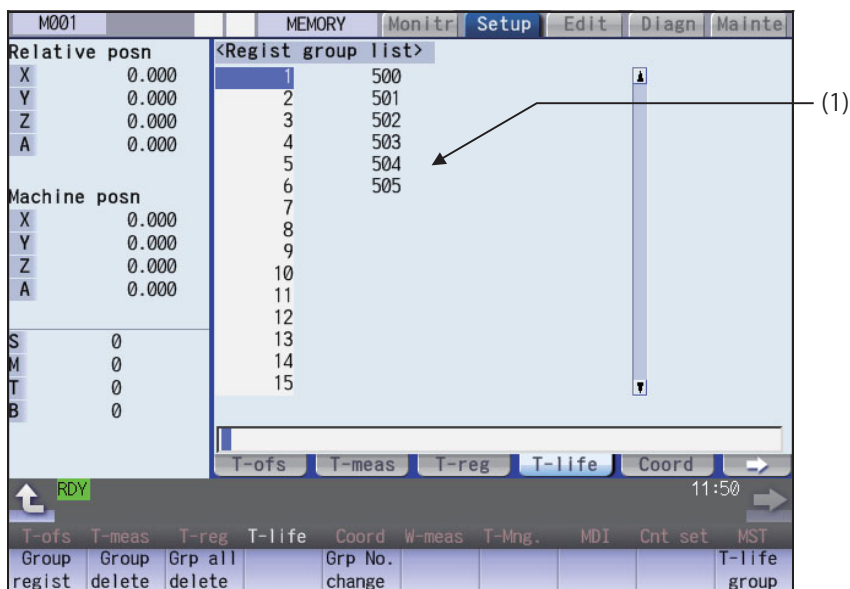 M001 MEMORY Monitr Setup Edit Diagn Mainte
Relative posn
X 0.000
Y 0.000
Z 0.000
A 0.000
Machine posn
X 0.000
Y 0.000
Z 0.000
A 0.000
S 0
M 0
T 0
B 0
<Regist group list>
1 500
2 501
3 502
4 503
5 504
6 505
7
8
9
10
11
12
13
14
15
(1)
T-ofs T-meas T-reg T-life Coord
RDY 11:50
T-ofs T-meas T-reg T-life Coord W-meas T-Mng. MDI Cnt set MST
Group Group Grp all Grp No. T-life
regist delete delete change group